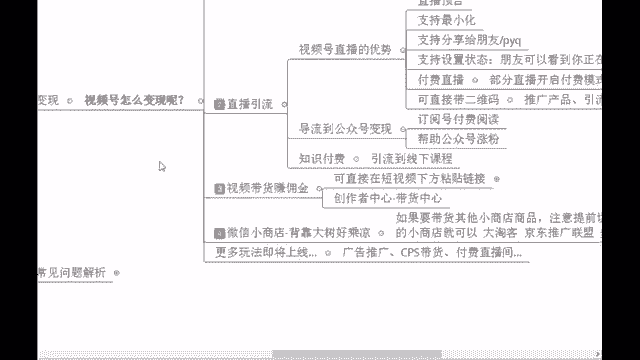 直播预告
支持最小化
视频号直播的优势
支持分享给朋友/pyq
支持设置状态：朋友可以看到你正在
付费直播
部分直播开启付费模式
变现
视频号怎么变现呢？
直播引流
可直接带二维码
推广产品、引流
订阅号付费阅读
导流到公众号变现
帮助公众号涨粉
知识付费
引流到线下课程
可直接在短视频下方粘贴链接
视频带货赚佣金
创作者中心-带货中心
如果要带货其他小商店商品，注意提前切
4 微信小商店-背靠大树好乘凉
的小商店就可以 大淘客 京东推广联盟
更多玩法即将上线...
广告推广、CPS带货、付费直播间...
常见问题解析